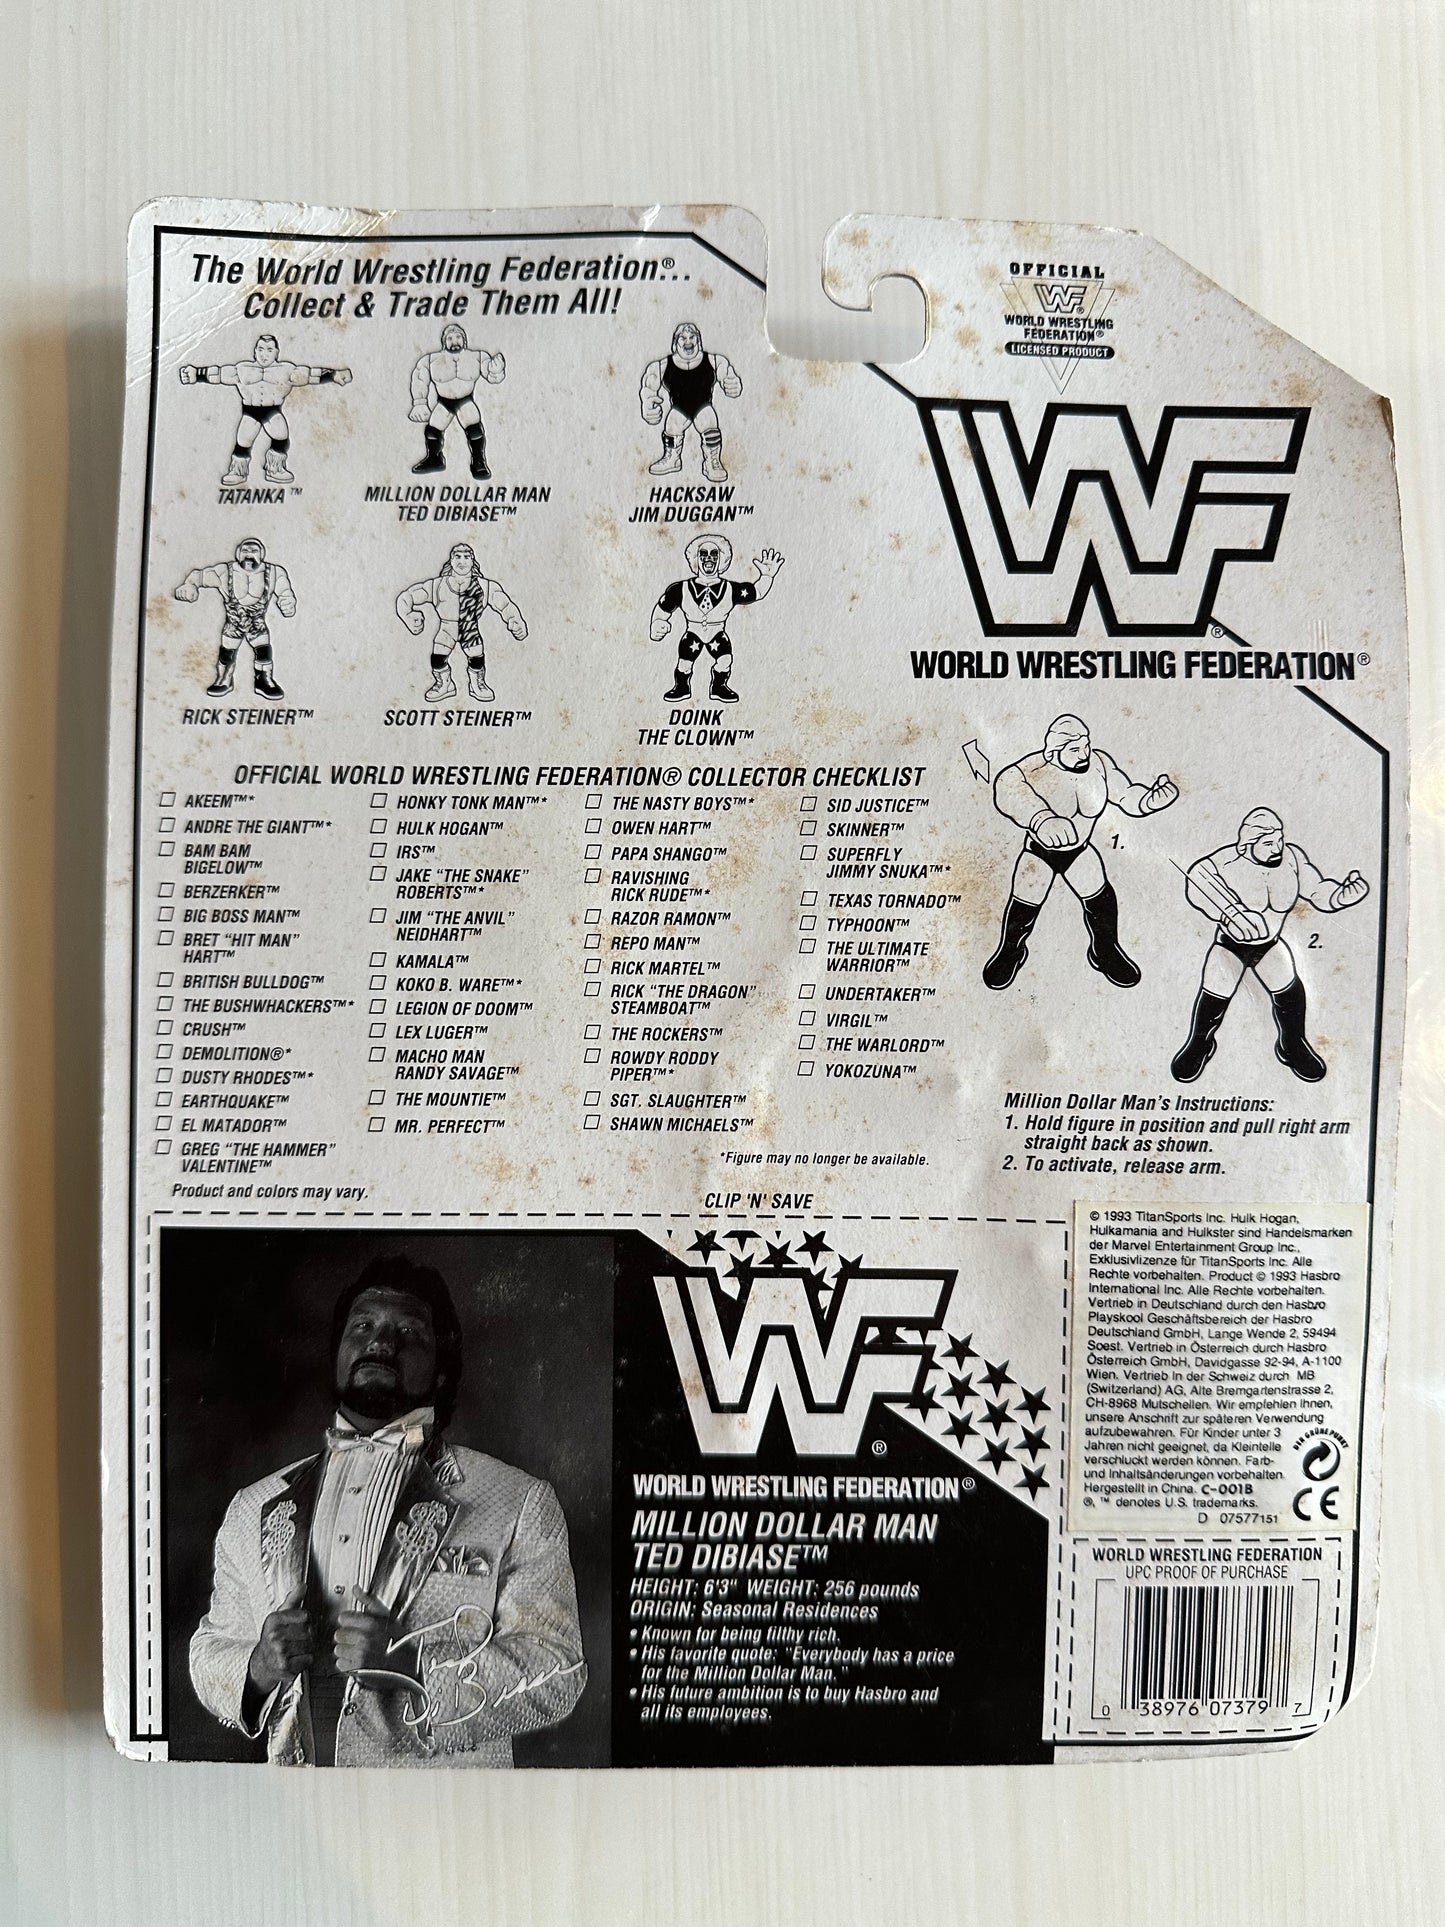 The World Wrestling Federation®...
Collect & Trade Them All!
TATANKA™
MILLION DOLLAR MAN
TED DIBIASE™
HACKSAW
JIM DUGGAN™
RICK STEINER™
SCOTT STEINER™
DOINK
THE CLOWN™
OFFICIAL
WF®
WORLD WRESTLING
FEDERATION®
LICENSED PRODUCT
WF®
WORLD WRESTLING FEDERATION®
OFFICIAL WORLD WRESTLING FEDERATION® COLLECTOR CHECKLIST
AKEEM™*
ANDRE THE GIANT™*
BAM BAM
BIGELOW™
BERZERKER™
BIG BOSS MAN™
BRET “HIT MAN”
HART™
BRITISH BULLDOG™
THE BUSHWHACKERS™*
CRUSH™
DEMOLITION®*
DUSTY RHODES™*
EARTHQUAKE™
EL MATADOR™
GREG “THE HAMMER”
VALENTINE™
HONKY TONK MAN™*
HULK HOGAN™
IRS™
JAKE “THE SNAKE”
ROBERTS™*
JIM “THE ANVIL”
NEIDHART™
KAMALA™
KOKO B. WARE™*
LEGION OF DOOM™
LEX LUGER™
MACHO MAN
RANDY SAVAGE™
THE MOUNTIE™
MR. PERFECT™
THE NASTY BOYS™*
OWEN HART™
PAPA SHANGO™
RAVISHING
RICK RUDE™*
RAZOR RAMON™
REPO MAN™
RICK MARTEL™
RICK “THE DRAGON”
STEAMBOAT™
THE ROCKERS™
ROWDY RODDY
PIPER™*
SGT. SLAUGHTER™
SHAWN MICHAELS™
SID JUSTICE™
SKINNER™
SUPERFLY
JIMMY SNUKA™*
TEXAS TORNADO™
TYPHOON™
THE ULTIMATE
WARRIOR™
UNDERTAKER™
VIRGIL™
THE WARLORD™
YOKOZUNA™
*Figure may no longer be available.
Product and colors may vary.
1.
2.
Million Dollar Man's Instructions:
1. Hold figure in position and pull right arm
straight back as shown.
2. To activate, release arm.
CLIP 'N' SAVE
WF®
WORLD WRESTLING FEDERATION®
MILLION DOLLAR MAN
TED DIBIASE™
HEIGHT: 6'3" WEIGHT: 256 pounds
ORIGIN: Seasonal Residences
• Known for being filthy rich.
• His favorite quote: "Everybody has a price
for the Million Dollar Man."
• His future ambition is to buy Hasbro and
all its employees.
Ted DiBiase
© 1993 TitanSports Inc. Hulk Hogan,
Hulkamania and Hulkster sind Handelsmarken
der Marvel Entertainment Group Inc.,
Exklusivlizenze für TitanSports Inc. Alle
Rechte vorbehalten. Product © 1993 Hasbro
International Inc. Alle Rechte vorbehalten.
Vertrieb in Deutschland durch den Hasbro
Playskool Geschäftsbereich der Hasbro
Deutschland GmbH, Lange Wende 2, 59494
Soest. Vertrieb in Österreich durch Hasbro
Österreich GmbH, Davidgasse 92-94, A-1100
Wien. Vertrieb in der Schweiz durch MB
(Switzerland) AG, Alte Bremgartenstrasse 2,
CH-8968 Mutschellen. Wir empfehlen Ihnen,
unsere Anschrift zur späteren Verwendung
aufzubewahren. Für Kinder unter 3
Jahren nicht geeignet, da Kleinteile
verschluckt werden können. Farb-
und Inhaltsänderungen vorbehalten.
Hergestellt in China. C-001B
®, ™ denotes U.S. trademarks.
D 07577151
DER GRÜNE PUNKT
CE
WORLD WRESTLING FEDERATION
UPC PROOF OF PURCHASE
0 38976 07379 7